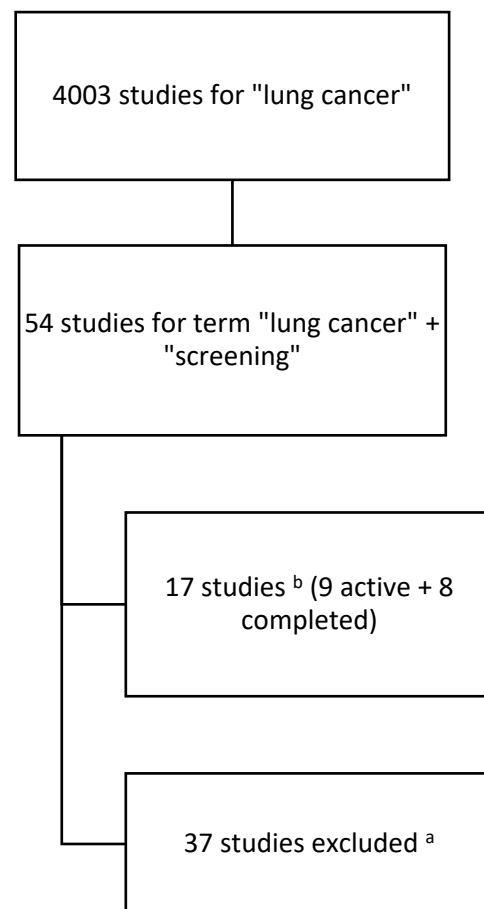 4003 studies for "lung cancer"
54 studies for term "lung cancer" +
"screening"
17 studies ᵇ (9 active + 8
completed)
37 studies excluded ᵃ